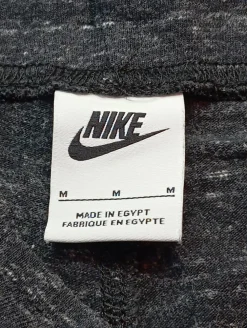 NIKE
M M M
MADE IN EGYPT
FABRIQUE EN EGYPTE